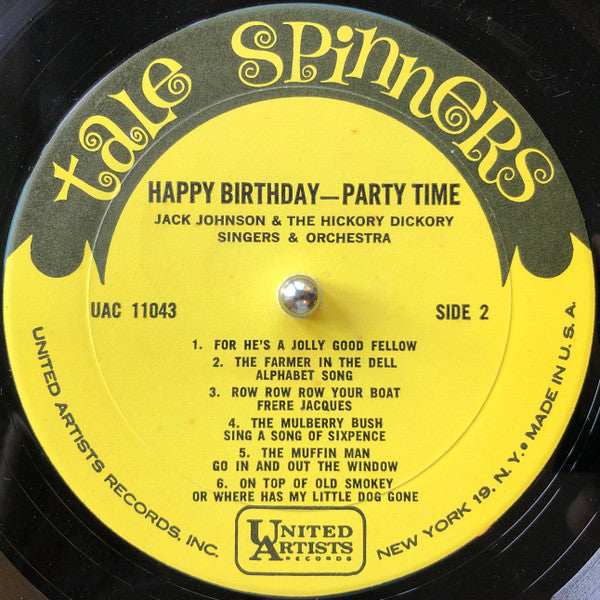 tale spinners
HAPPY BIRTHDAY—PARTY TIME
JACK JOHNSON & THE HICKORY DICKORY
SINGERS & ORCHESTRA
UAC 11043
SIDE 2
1. FOR HE'S A JOLLY GOOD FELLOW
2. THE FARMER IN THE DELL
ALPHABET SONG
3. ROW ROW ROW YOUR BOAT
FRERE JACQUES
4. THE MULBERRY BUSH
SING A SONG OF SIXPENCE
5. THE MUFFIN MAN
GO IN AND OUT THE WINDOW
6. ON TOP OF OLD SMOKEY
OR WHERE HAS MY LITTLE DOG GONE
UNITED
ARTISTS
RECORDS
UNITED ARTISTS RECORDS, INC.
NEW YORK 19, N. Y. • MADE IN U. S. A.